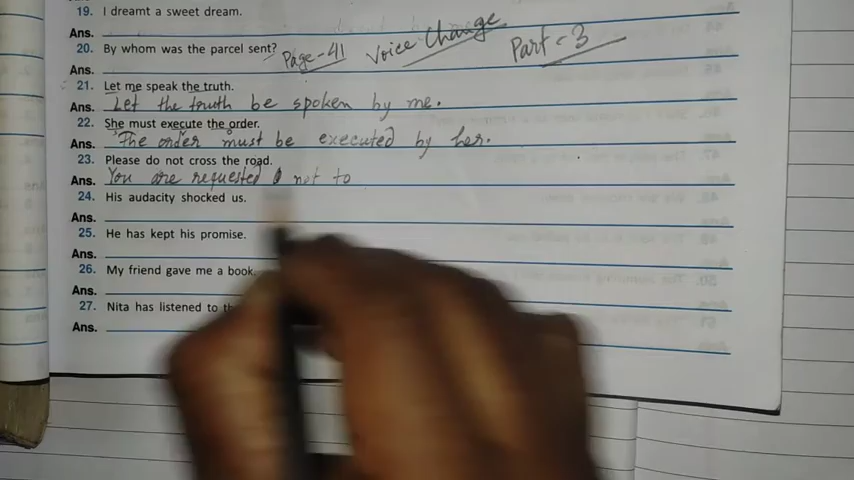 19. I dreamt a sweet dream.
Ans.
20. By whom was the parcel sent? Page-41 Voice Change Part-3
Ans.
21. Let me speak the truth.
Ans. Let the truth be spoken by me.
22. She must execute the order.
Ans. The order must be executed by her.
23. Please do not cross the road.
Ans. You are requested not to
24. His audacity shocked us.
Ans.
25. He has kept his promise.
Ans.
26. My friend gave me a book.
Ans.
27. Nita has listened to
Ans.